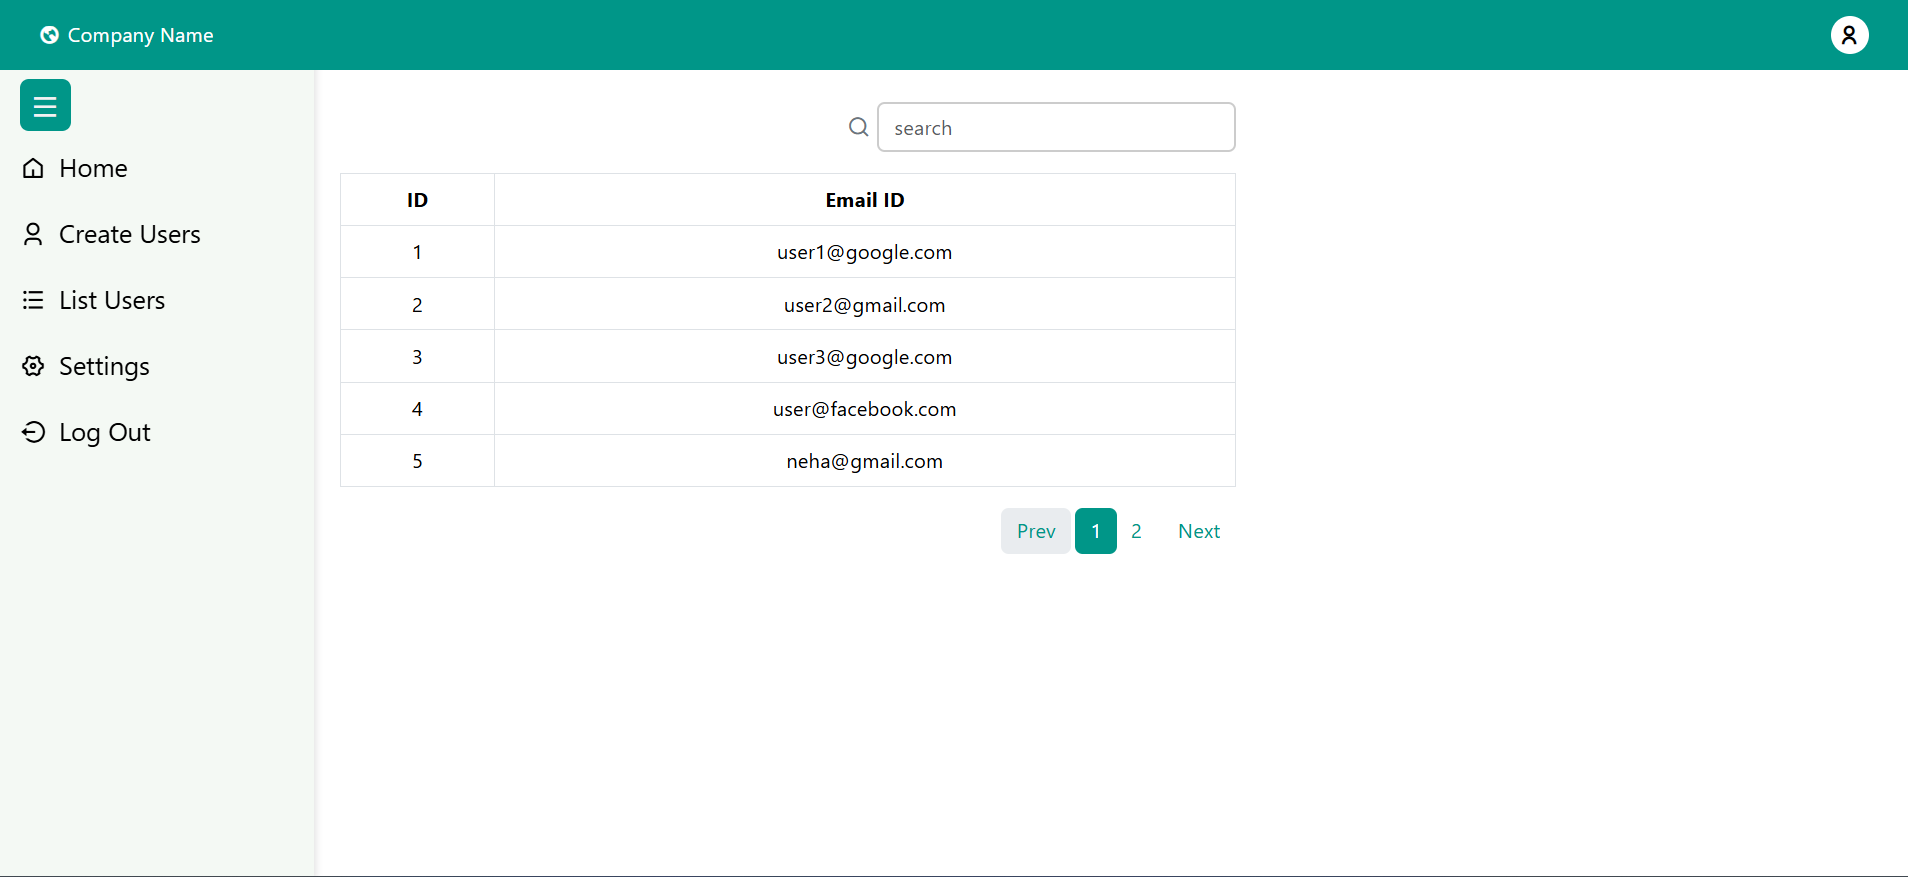 Company Name
Home
Create Users
List Users
Settings
Log Out
search
ID Email ID
1 user1@google.com
2 user2@gmail.com
3 user3@google.com
4 user@facebook.com
5 neha@gmail.com
Prev 1 2 Next